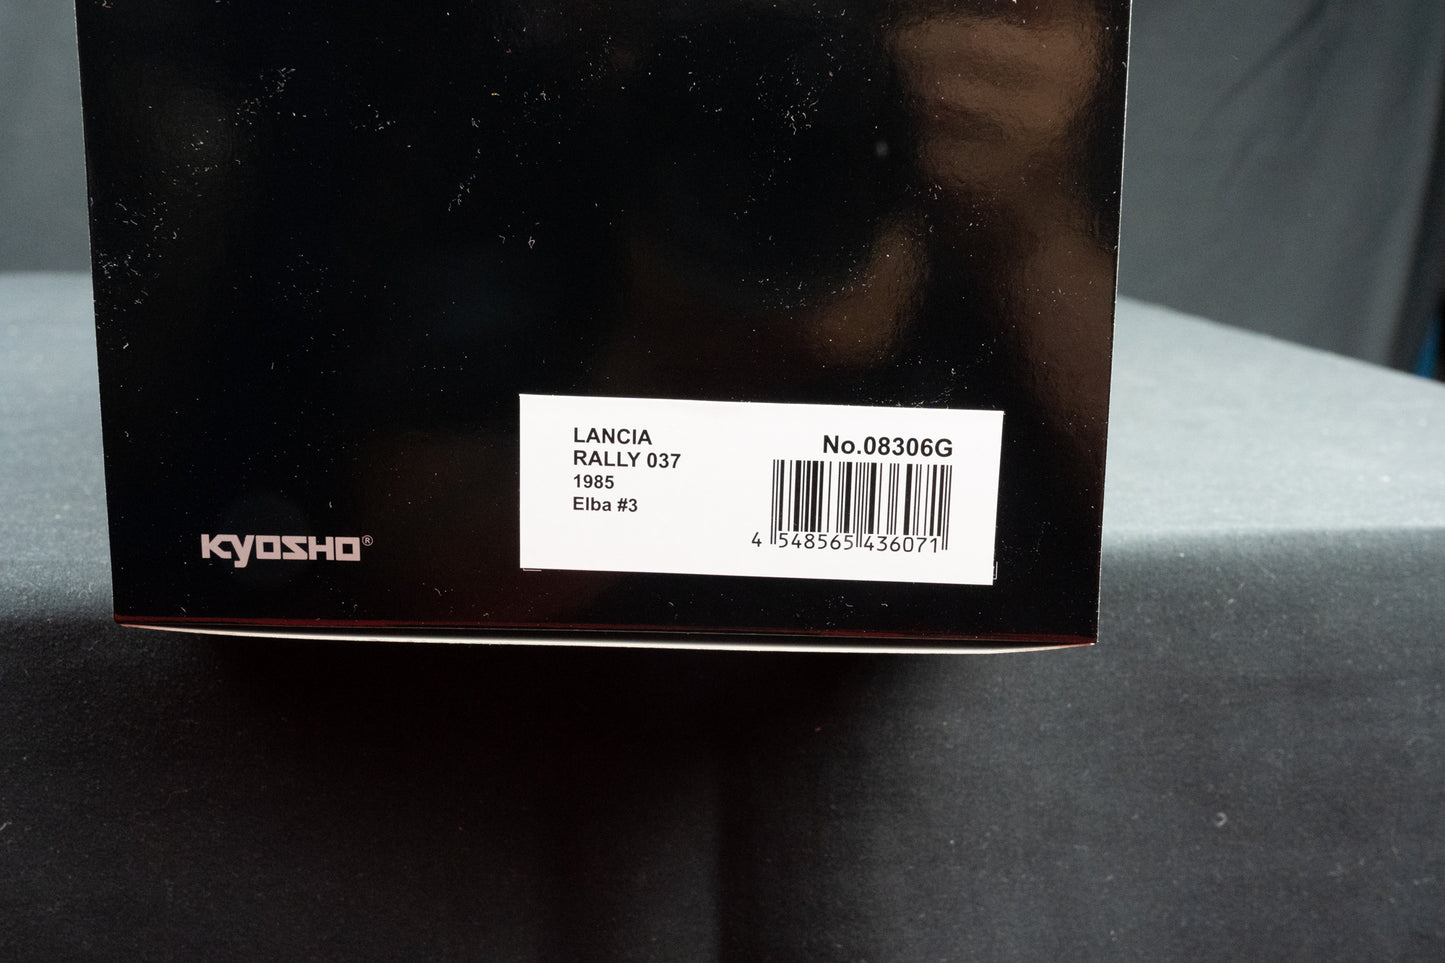 LANCIA
RALLY 037
1985
Elba #3
No.08306G
4 548565 436071
KYOSHO®